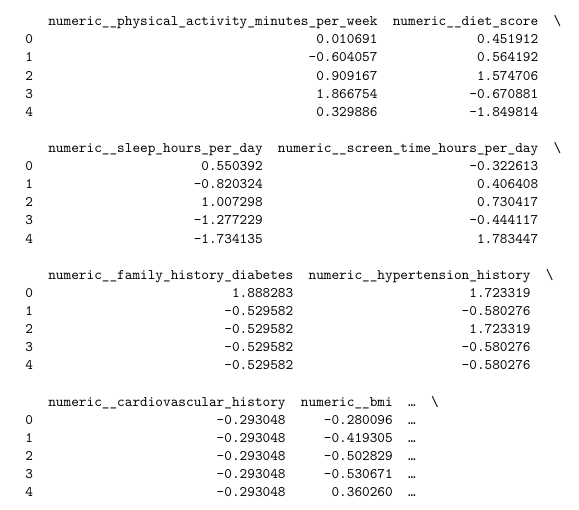 numeric__physical_activity_minutes_per_week  numeric__diet_score  \
0  0.010691  0.451912
1  -0.604057  0.564192
2  0.909167  1.574706
3  1.866754  -0.670881
4  0.329886  -1.849814
numeric__sleep_hours_per_day  numeric__screen_time_hours_per_day  \
0  0.550392  -0.322613
1  -0.820324  0.406408
2  1.007298  0.730417
3  -1.277229  -0.444117
4  -1.734135  1.783447
numeric__family_history_diabetes  numeric__hypertension_history  \
0  1.888283  1.723319
1  -0.529582  -0.580276
2  -0.529582  1.723319
3  -0.529582  -0.580276
4  -0.529582  -0.580276
numeric__cardiovascular_history  numeric__bmi  …  \
0  -0.293048  -0.280096  …
1  -0.293048  -0.419305  …
2  -0.293048  -0.502829  …
3  -0.293048  -0.530671  …
4  -0.293048  0.360260  …